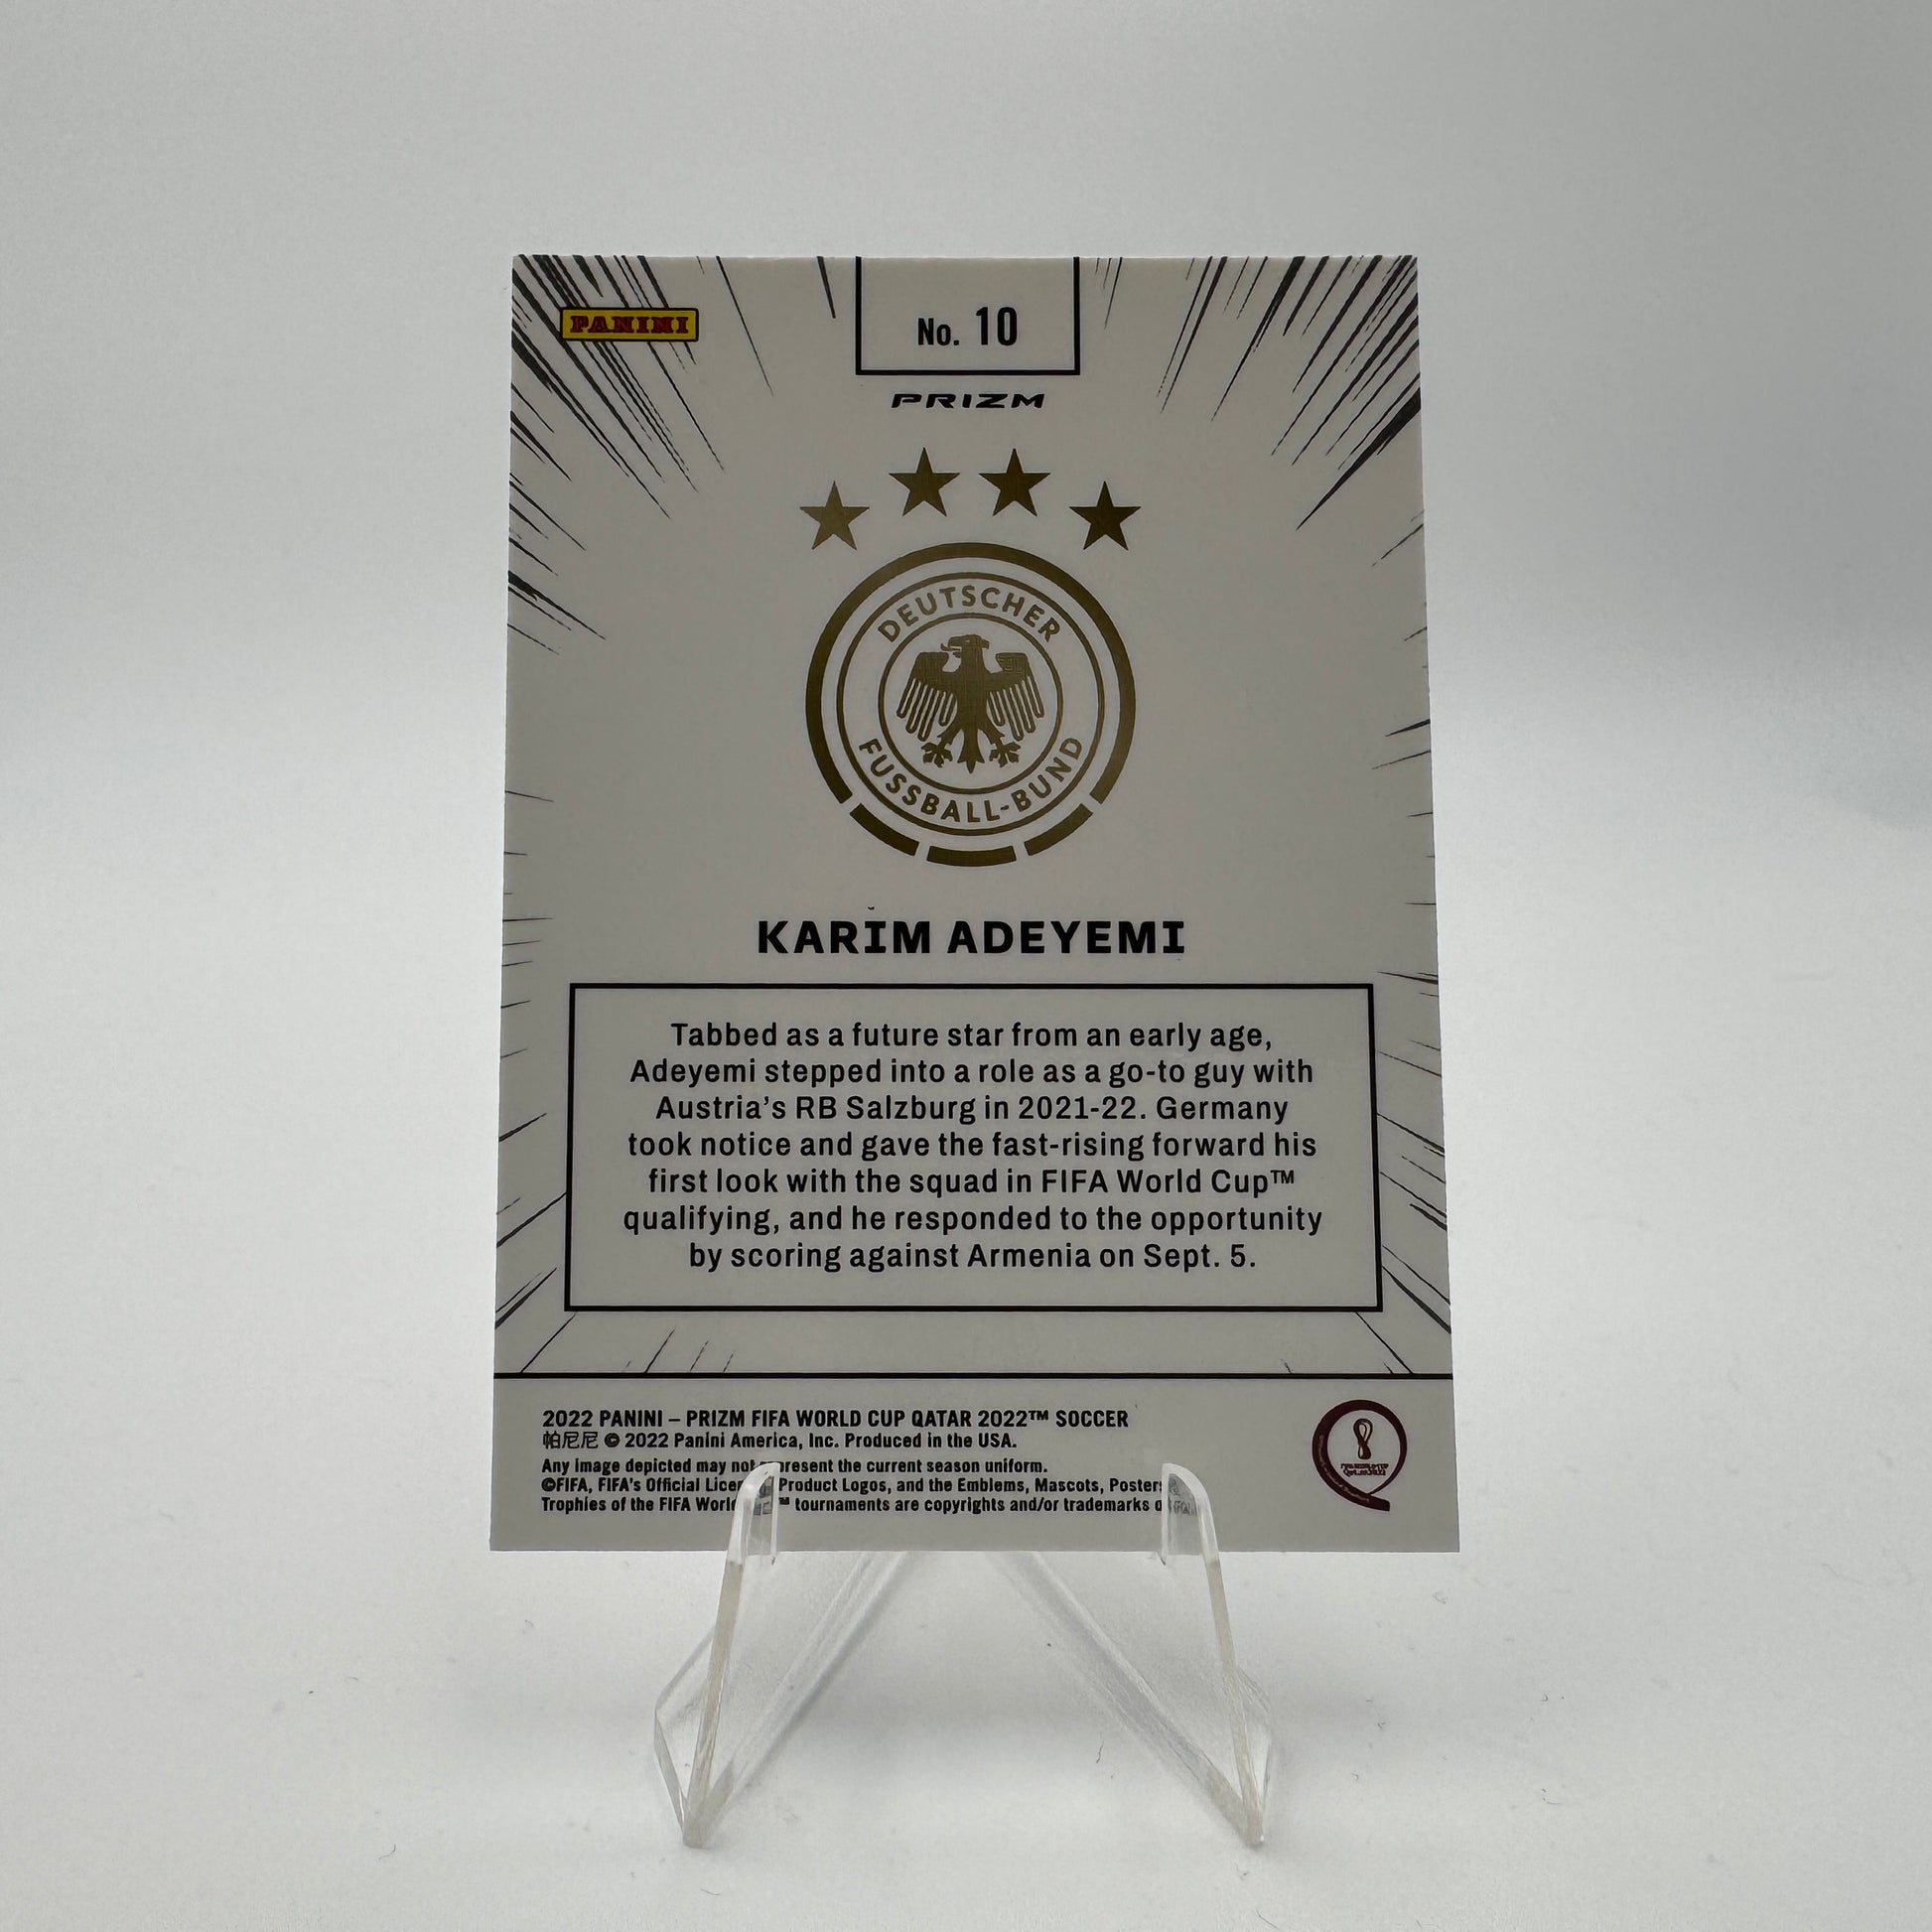 PANINI
No. 10
PRIZM
DEUTSCHER
FUSSBALL-BUND
KARIM ADEYEMI
Tabbed as a future star from an early age,
Adeyemi stepped into a role as a go-to guy with
Austria's RB Salzburg in 2021-22. Germany
took notice and gave the fast-rising forward his
first look with the squad in FIFA World Cup™
qualifying, and he responded to the opportunity
by scoring against Armenia on Sept. 5.
2022 PANINI – PRIZM FIFA WORLD CUP QATAR 2022™ SOCCER
帕尼尼 © 2022 Panini America, Inc. Produced in the USA.
Any image depicted may not present the current season uniform.
©FIFA, FIFA's Official Product Logos, and the Emblems, Mascots, Posters
Trophies of the FIFA World ™ tournaments are copyrights and/or trademarks